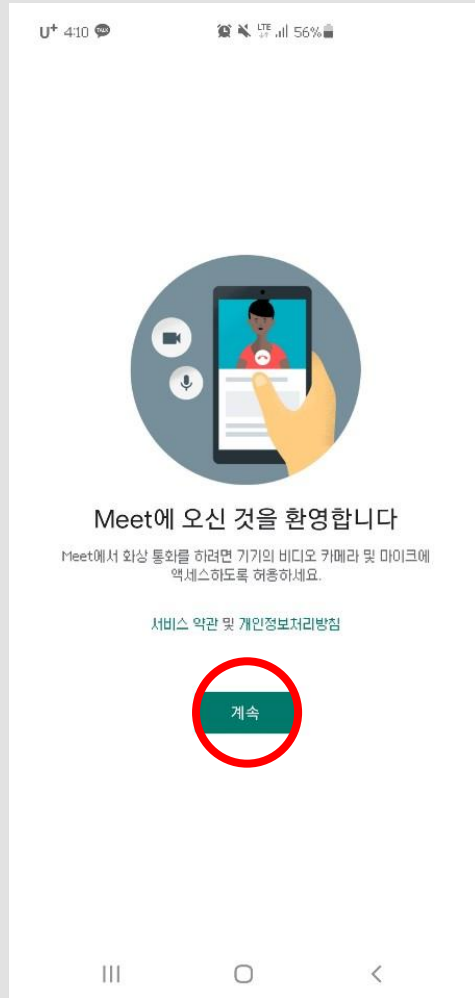 U+ 4:10 TALK LTE 56%
Meet에 오신 것을 환영합니다
Meet에서 화상 통화를 하려면 기기의 비디오 카메라 및 마이크에
액세스하도록 허용하세요.
서비스 약관 및 개인정보처리방침
계속